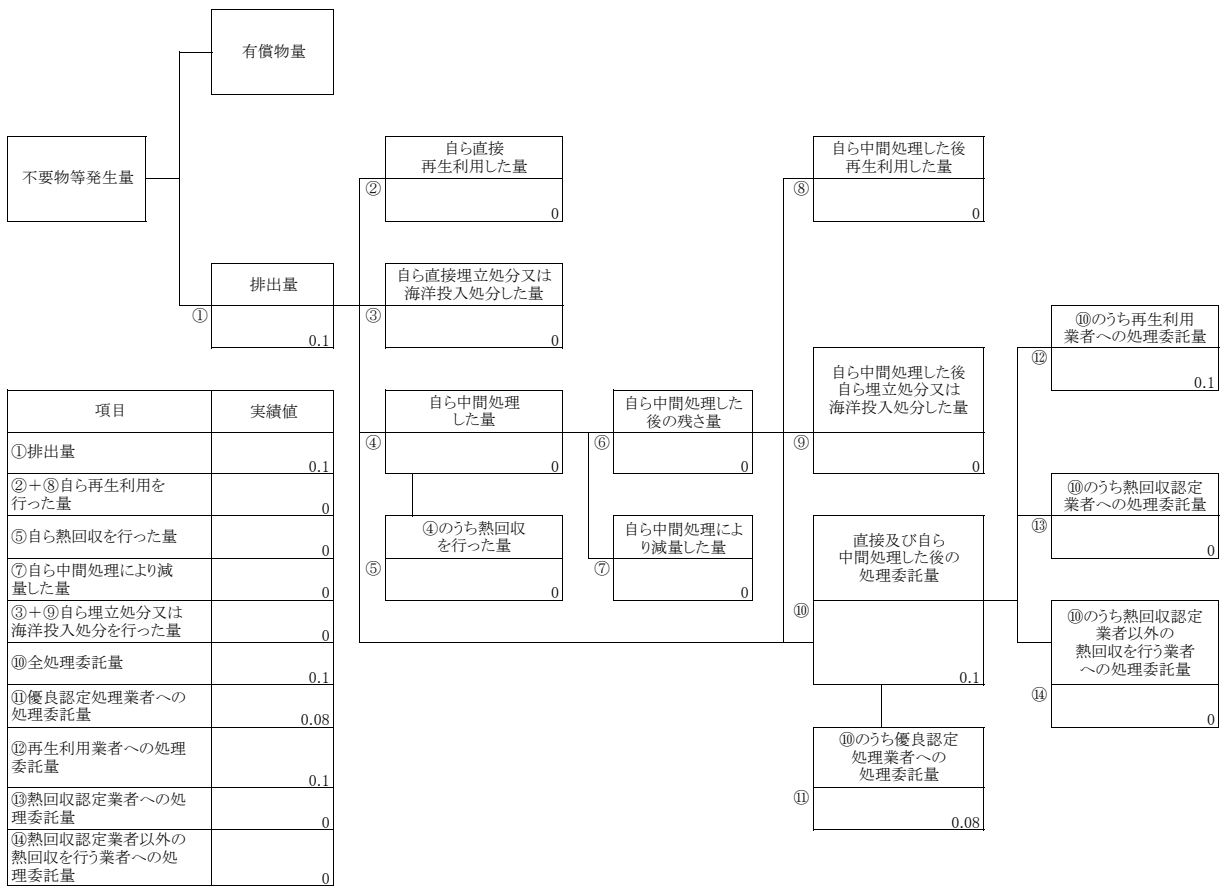 有償物量
不要物等発生量
排出量
①
0.1
自ら直接
再生利用した量
②
0
自ら直接埋立処分又は
海洋投入処分した量
③
0
自ら中間処理
した量
④
0
④のうち熱回収
を行った量
⑤
0
自ら中間処理した
後の残さ量
⑥
0
自ら中間処理によ
り減量した量
⑦
0
自ら中間処理した後
再生利用した量
⑧
0
自ら中間処理した後
自ら埋立処分又は
海洋投入処分した量
⑨
0
直接及び自ら
中間処理した後の
処理委託量
⑩
0.1
⑩のうち優良認定
処理業者への
処理委託量
⑪
0.08
⑩のうち再生利用
業者への処理委託量
⑫
0.1
⑩のうち熱回収認定
業者への処理委託量
⑬
0
⑩のうち熱回収認定
業者以外の
熱回収を行う業者
への処理委託量
⑭
0
項目 実績値
①排出量
0.1
②+⑧自ら再生利用を
行った量
0
⑤自ら熱回収を行った量
0
⑦自ら中間処理により減
量した量
0
③+⑨自ら埋立処分又は
海洋投入処分を行った量
0
⑩全処理委託量
0.1
⑪優良認定処理業者への
処理委託量
0.08
⑫再生利用業者への処理
委託量
0.1
⑬熱回収認定業者への処
理委託量
0
⑭熱回収認定業者以外の
熱回収を行う業者への処
理委託量
0